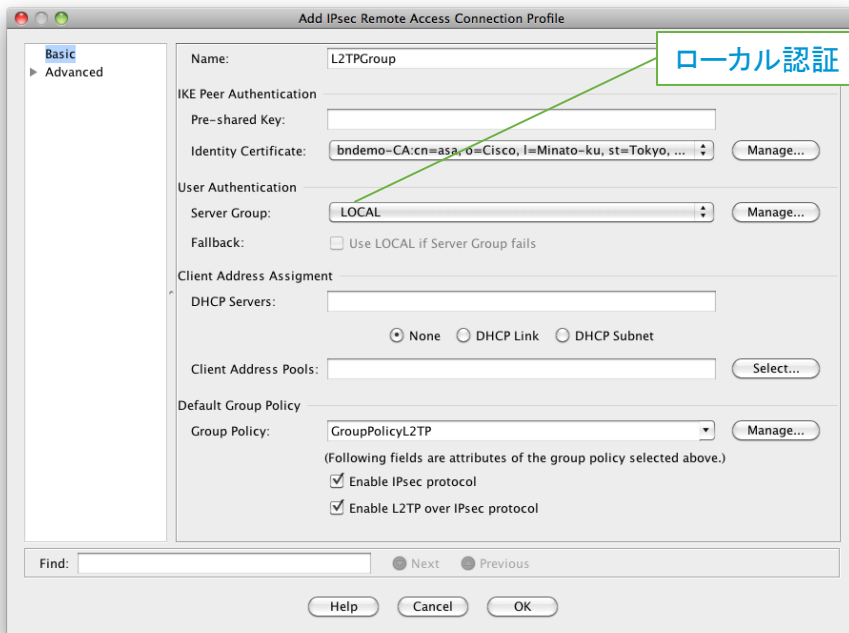 Add IPsec Remote Access Connection Profile
Basic
Advanced
Name: L2TPGroup
ローカル認証
IKE Peer Authentication
Pre-shared Key:
Identity Certificate: bndemo-CA:cn=asa, o=Cisco, l=Minato-ku, st=Tokyo, ... Manage...
User Authentication
Server Group: LOCAL Manage...
Fallback: Use LOCAL if Server Group fails
Client Address Assigment
DHCP Servers:
None DHCP Link DHCP Subnet
Client Address Pools: Select...
Default Group Policy
Group Policy: GroupPolicyL2TP Manage...
(Following fields are attributes of the group policy selected above.)
Enable IPsec protocol
Enable L2TP over IPsec protocol
Find: Next Previous
Help Cancel OK